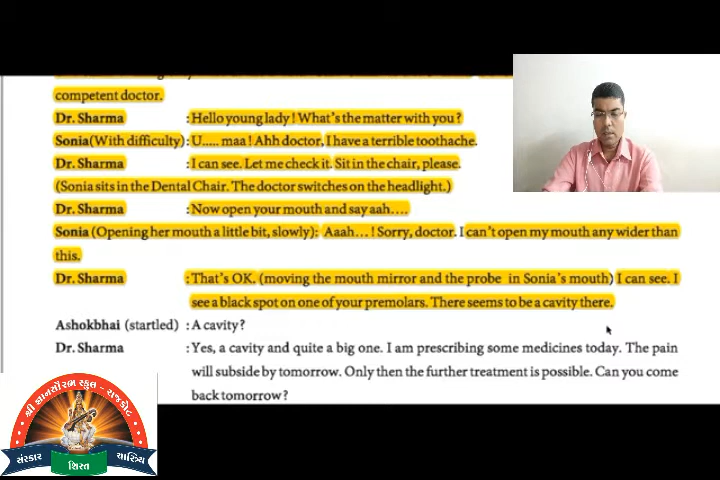 competent doctor.
Dr. Sharma : Hello young lady ! What's the matter with you ?
Sonia(With difficulty) : U..... maa ! Ahh doctor, I have a terrible toothache.
Dr. Sharma : I can see. Let me check it. Sit in the chair, please.
(Sonia sits in the Dental Chair. The doctor switches on the headlight.)
Dr. Sharma : Now open your mouth and say aah….
Sonia (Opening her mouth a little bit, slowly): Aaah…! Sorry, doctor. I can't open my mouth any wider than
this.
Dr. Sharma : That's OK. (moving the mouth mirror and the probe in Sonia's mouth) I can see. I
see a black spot on one of your premolars. There seems to be a cavity there.
Ashokbhai (startled) : A cavity?
Dr. Sharma : Yes, a cavity and quite a big one. I am prescribing some medicines today. The pain
will subside by tomorrow. Only then the further treatment is possible. Can you come
back tomorrow?
શ્રી જ્ઞાનસૌરભ સ્કુલ - રાજકોટ
સંસ્કાર
શિસ્ત
ચારિત્ર્ય